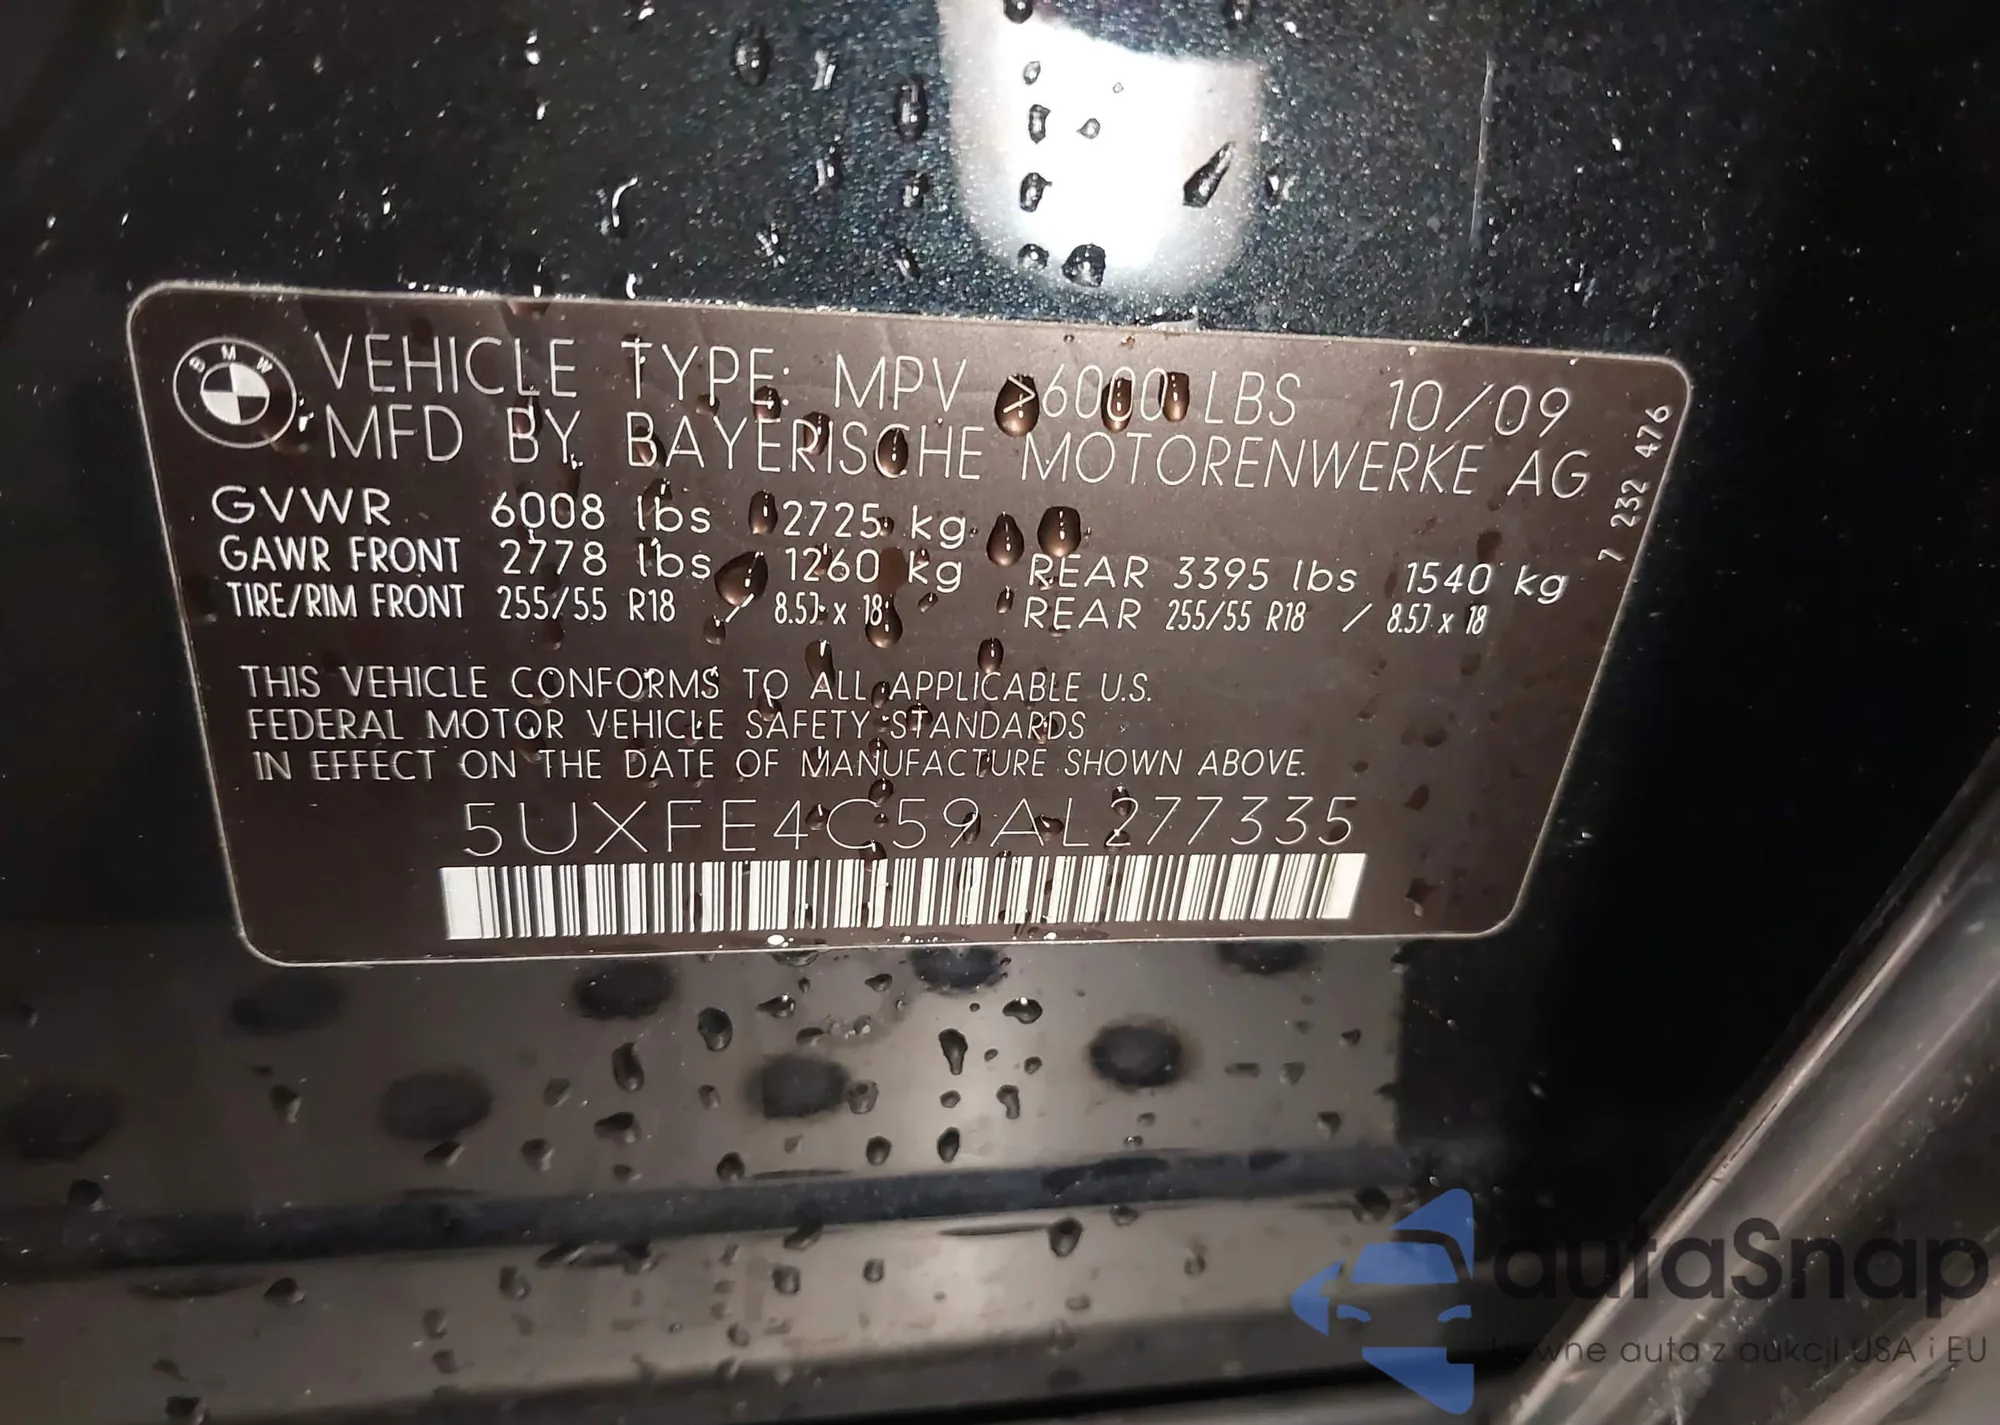 BMW
VEHICLE TYPE: MPV >6000 LBS 10/09
MFD BY BAYERISCHE MOTORENWERKE AG
7 232 476
GVWR 6008 lbs 2725 kg
GAWR FRONT 2778 lbs / 1260 kg REAR 3395 lbs 1540 kg
TIRE/RIM FRONT 255/55 R18 / 8.5J x 18 REAR 255/55 R18 / 8.5J x 18
THIS VEHICLE CONFORMS TO ALL APPLICABLE U.S.
FEDERAL MOTOR VEHICLE SAFETY STANDARDS
IN EFFECT ON THE DATE OF MANUFACTURE SHOWN ABOVE.
5UXFE4C59AL277335
autaSnap
auta z aukcji USA i EU